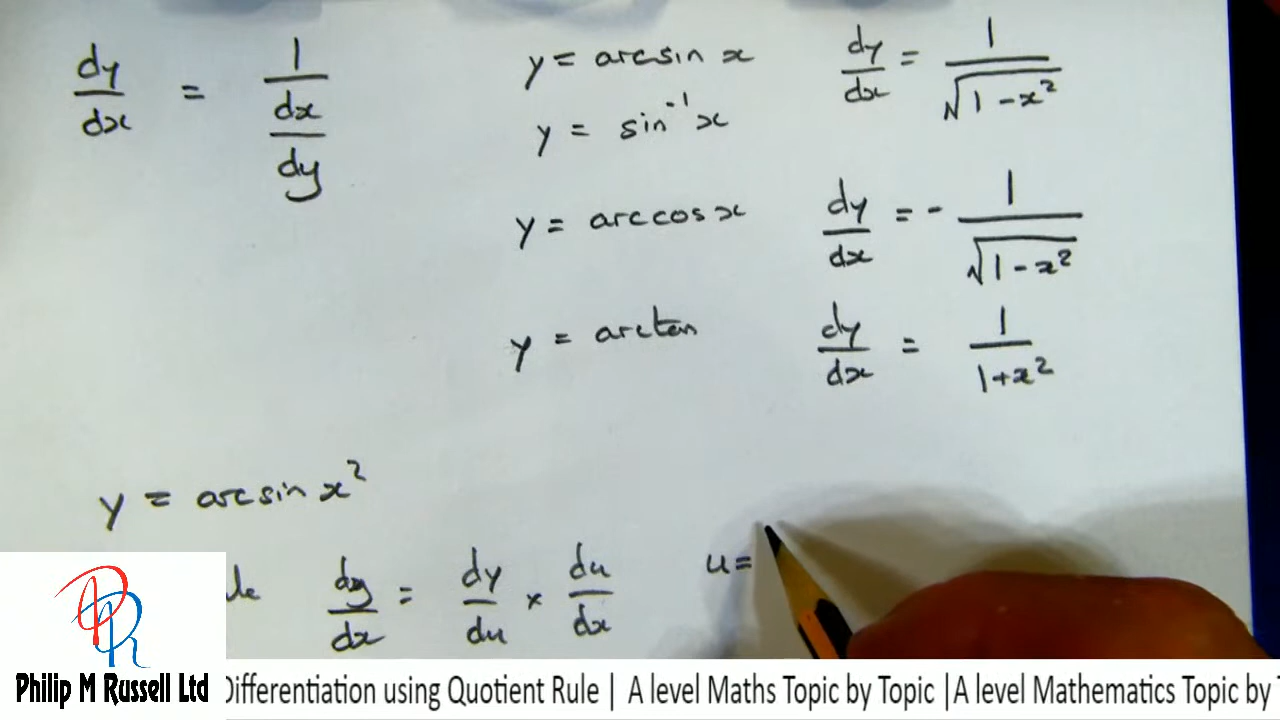 dy/dx = 1/(dx/dy)
y = arcsin x dy/dx = 1/√(1-x²)
y = sin⁻¹x
y = arccos x dy/dx = - 1/√(1-x²)
y = arctan dy/dx = 1/(1+x²)
y = arcsin x²
dy/dx = dy/du × du/dx u =
PR
Philip M Russell Ltd
Differentiation using Quotient Rule | A level Maths Topic by Topic | A level Mathematics Topic by